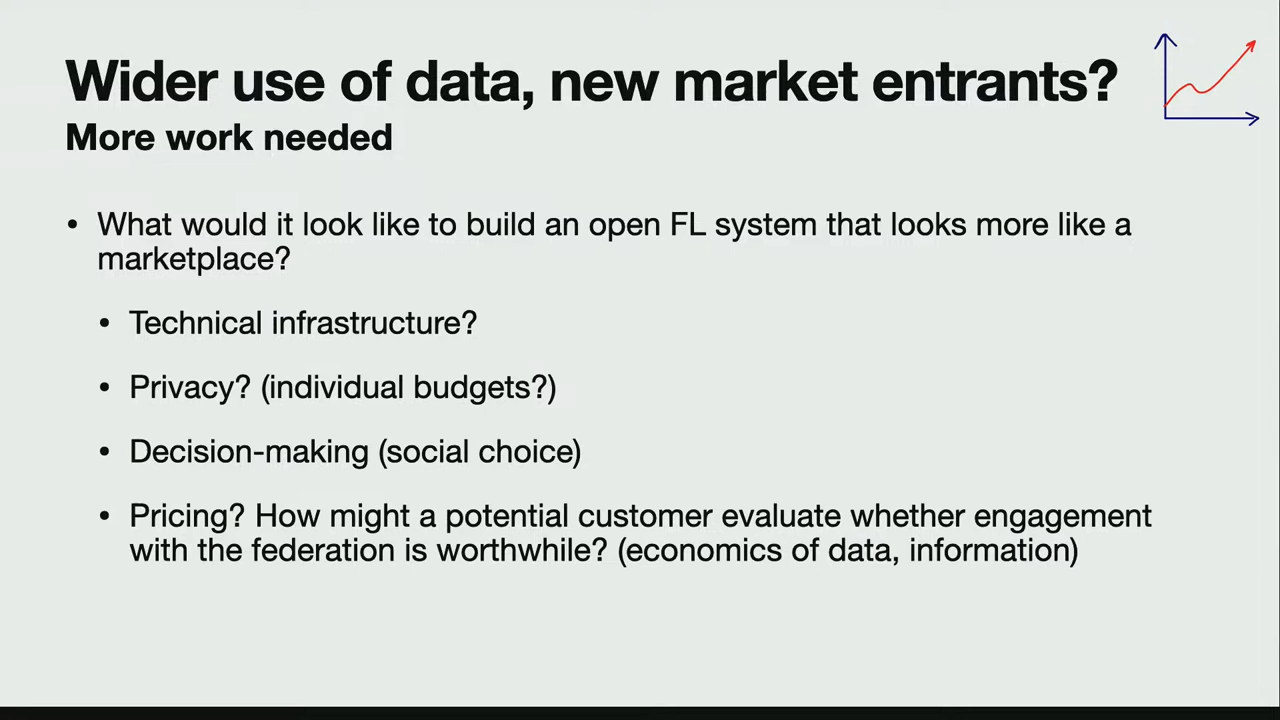 Wider use of data, new market entrants?
More work needed
• What would it look like to build an open FL system that looks more like a
marketplace?
• Technical infrastructure?
• Privacy? (individual budgets?)
• Decision-making (social choice)
• Pricing? How might a potential customer evaluate whether engagement
with the federation is worthwhile? (economics of data, information)